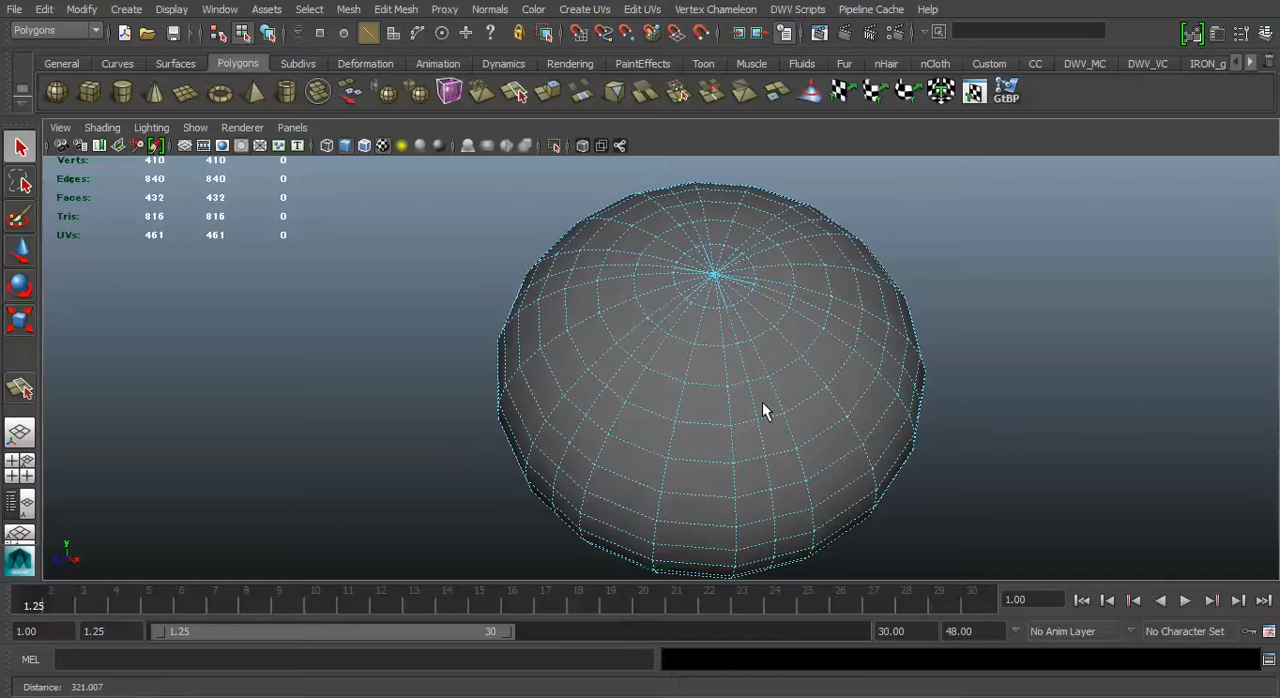 File Edit Modify Create Display Window Assets Select Mesh Edit Mesh Proxy Normals Color Create UVs Edit UVs Vertex Chameleon DWV Scripts Pipeline Cache Help
Polygons
General Curves Surfaces Polygons Subdivs Deformation Animation Dynamics Rendering PaintEffects Toon Muscle Fluids Fur nHair nCloth Custom CC DWV_MC DWV_VC IRON_g
GtBP
View Shading Lighting Show Renderer Panels
Verts: 410 410 0
Edges: 840 840 0
Faces: 432 432 0
Tris: 816 816 0
UVs: 461 461 0
y
x
2 3 4 5 6 7 8 9 10 11 12 13 14 15 16 17 18 19 20 21 22 23 24 25 26 27 28 29 30
1.25
1.00
1.00 1.25 1.25 30 30.00 48.00 No Anim Layer No Character Set
MEL
Distance: 321.007